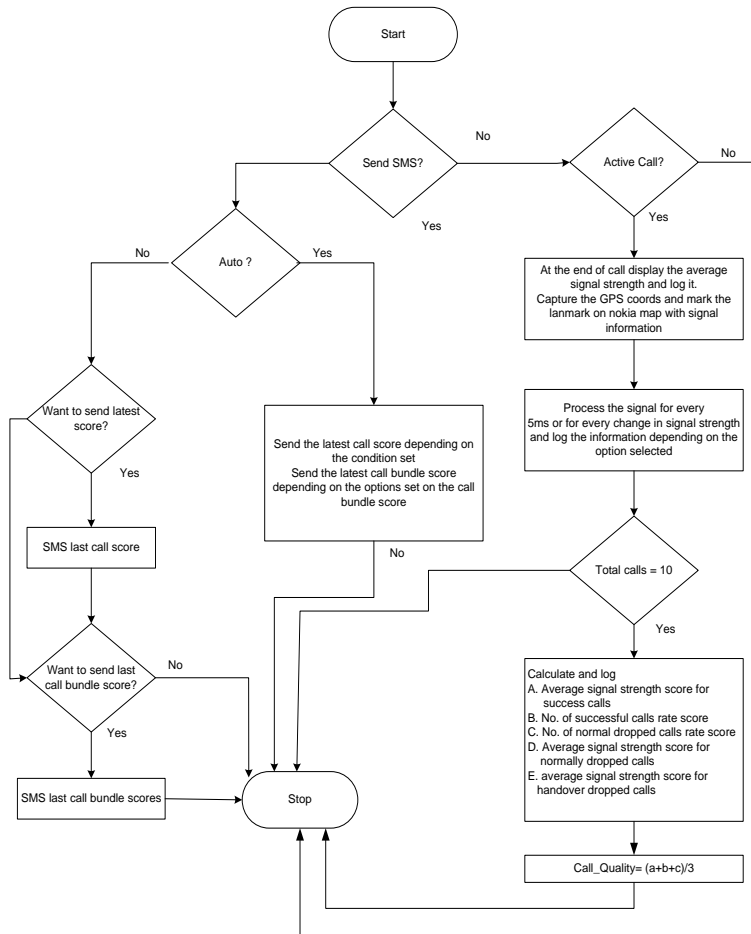 Start
Send SMS?
No
Active Call?
No
Yes
Yes
No
Auto ?
Yes
At the end of call display the average
signal strength and log it.
Capture the GPS coords and mark the
lanmark on nokia map with signal
information
Want to send latest
score?
Process the signal for every
5ms or for every change in signal strength
and log the information depending on the
option selected
Send the latest call score depending on
the condition set
Send the latest call bundle score
depending on the options set on the call
bundle score
Yes
SMS last call score
No
Total calls = 10
Yes
Want to send last
call bundle score?
No
Calculate and log
A. Average signal strength score for
success calls
B. No. of successful calls rate score
C. No. of normal dropped calls rate score
D. Average signal strength score for
normally dropped calls
E. average signal strength score for
handover dropped calls
Yes
SMS last call bundle scores
Stop
Call_Quality= (a+b+c)/3